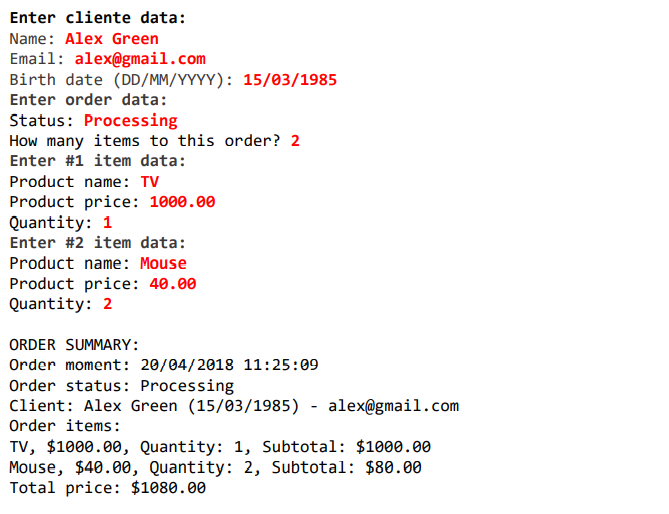 Enter cliente data:
Name: Alex Green
Email: alex@gmail.com
Birth date (DD/MM/YYYY): 15/03/1985
Enter order data:
Status: Processing
How many items to this order? 2
Enter #1 item data:
Product name: TV
Product price: 1000.00
Quantity: 1
Enter #2 item data:
Product name: Mouse
Product price: 40.00
Quantity: 2
ORDER SUMMARY:
Order moment: 20/04/2018 11:25:09
Order status: Processing
Client: Alex Green (15/03/1985) - alex@gmail.com
Order items:
TV, $1000.00, Quantity: 1, Subtotal: $1000.00
Mouse, $40.00, Quantity: 2, Subtotal: $80.00
Total price: $1080.00